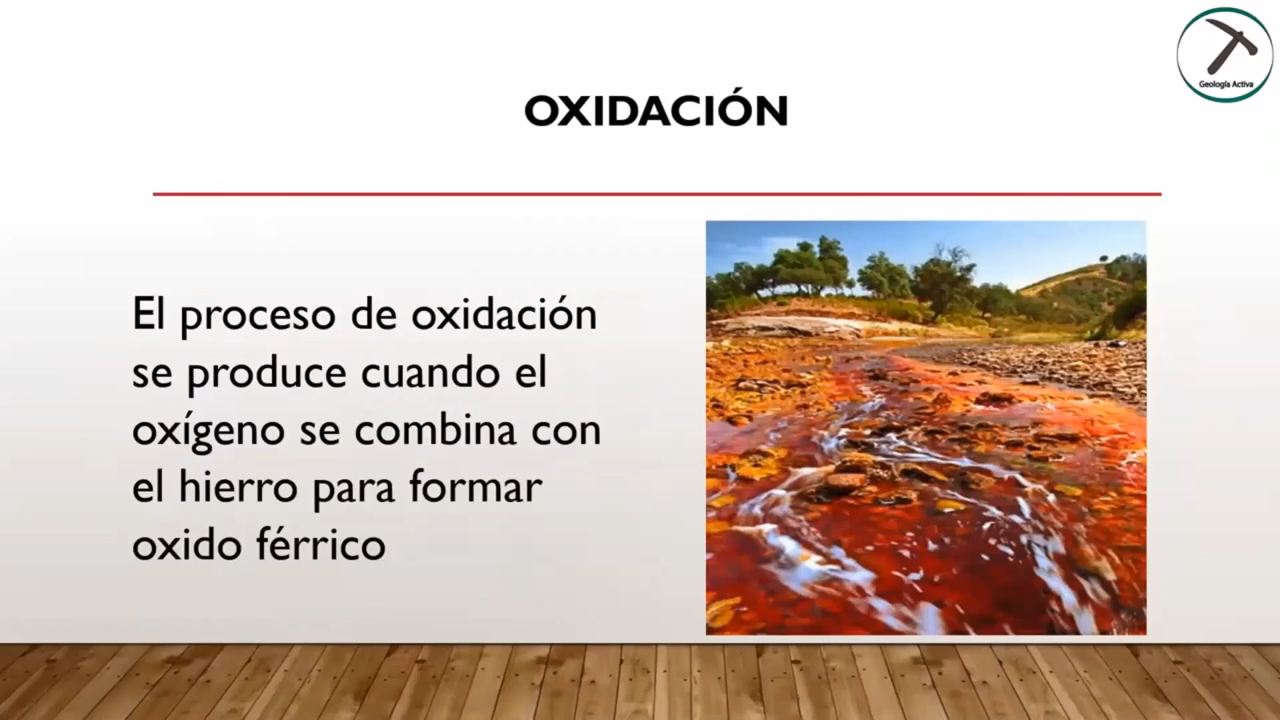 Geología Activa
OXIDACIÓN
El proceso de oxidación
se produce cuando el
oxígeno se combina con
el hierro para formar
oxido férrico